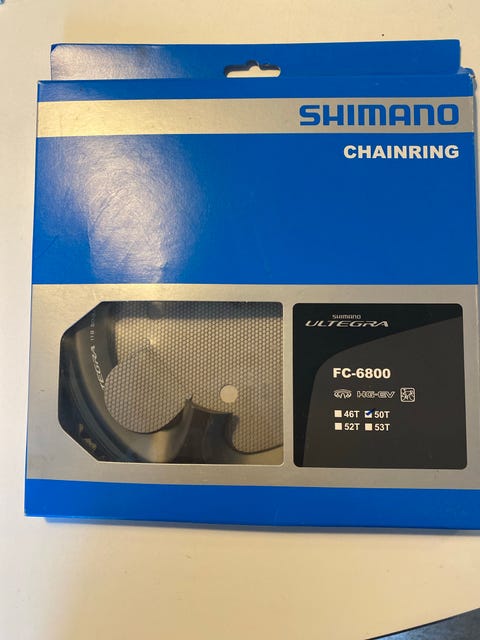 SHIMANO
CHAINRING
SHIMANO
ULTEGRA
FC-6800
HG-EV
46T 50T
52T 53T